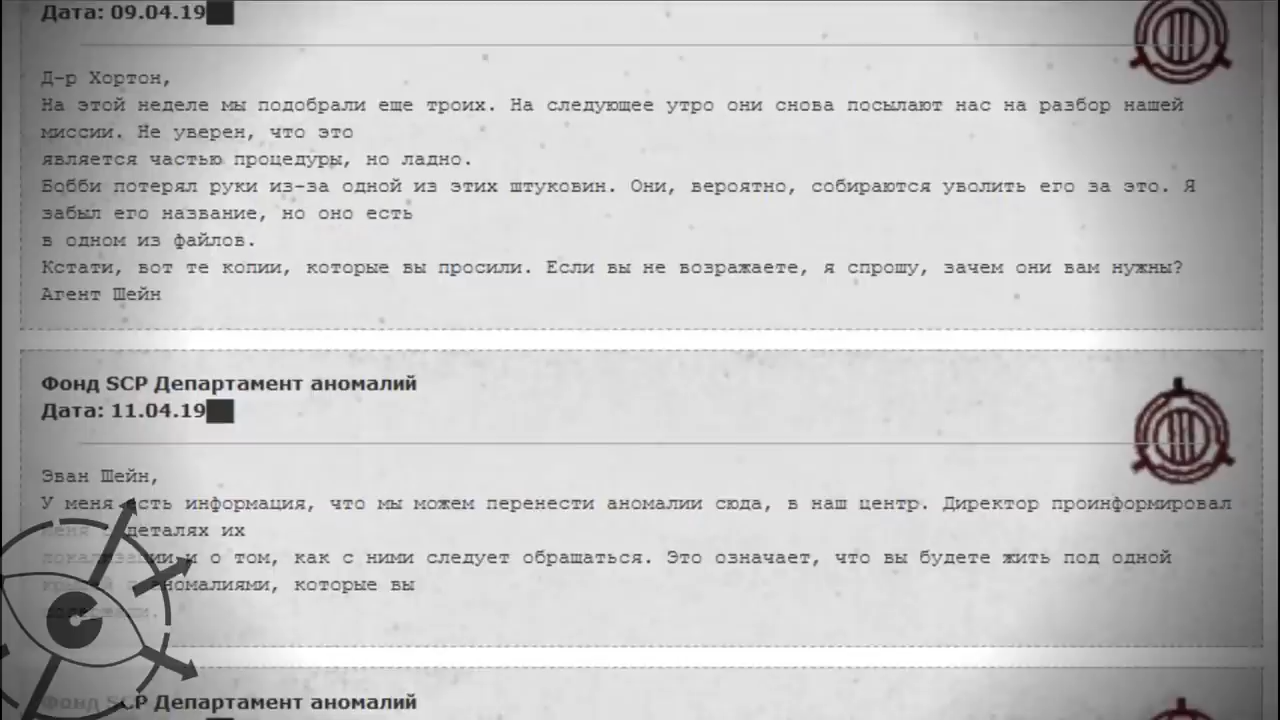 Дата: 09.04.19
Д-р Хортон,
На этой неделе мы подобрали еще троих. На следующее утро они снова посылают нас на разбор нашей
миссии. Не уверен, что это
является частью процедуры, но ладно.
Бобби потерял руки из-за одной из этих штуковин. Они, вероятно, собираются уволить его за это. Я
забыл его название, но оно есть
в одном из файлов.
Кстати, вот те копии, которые вы просили. Если вы не возражаете, я спрошу, зачем они вам нужны?
Агент Шейн
Фонд SCP Департамент аномалий
Дата: 11.04.19
Эван Шейн,
У меня есть информация, что мы можем перенести аномалии сюда, в наш центр. Директор проинформировал
меня о деталях их
локализации и о том, как с ними следует обращаться. Это означает, что вы будете жить под одной
крышей с аномалиями, которые вы
Фонд SCP Департамент аномалий